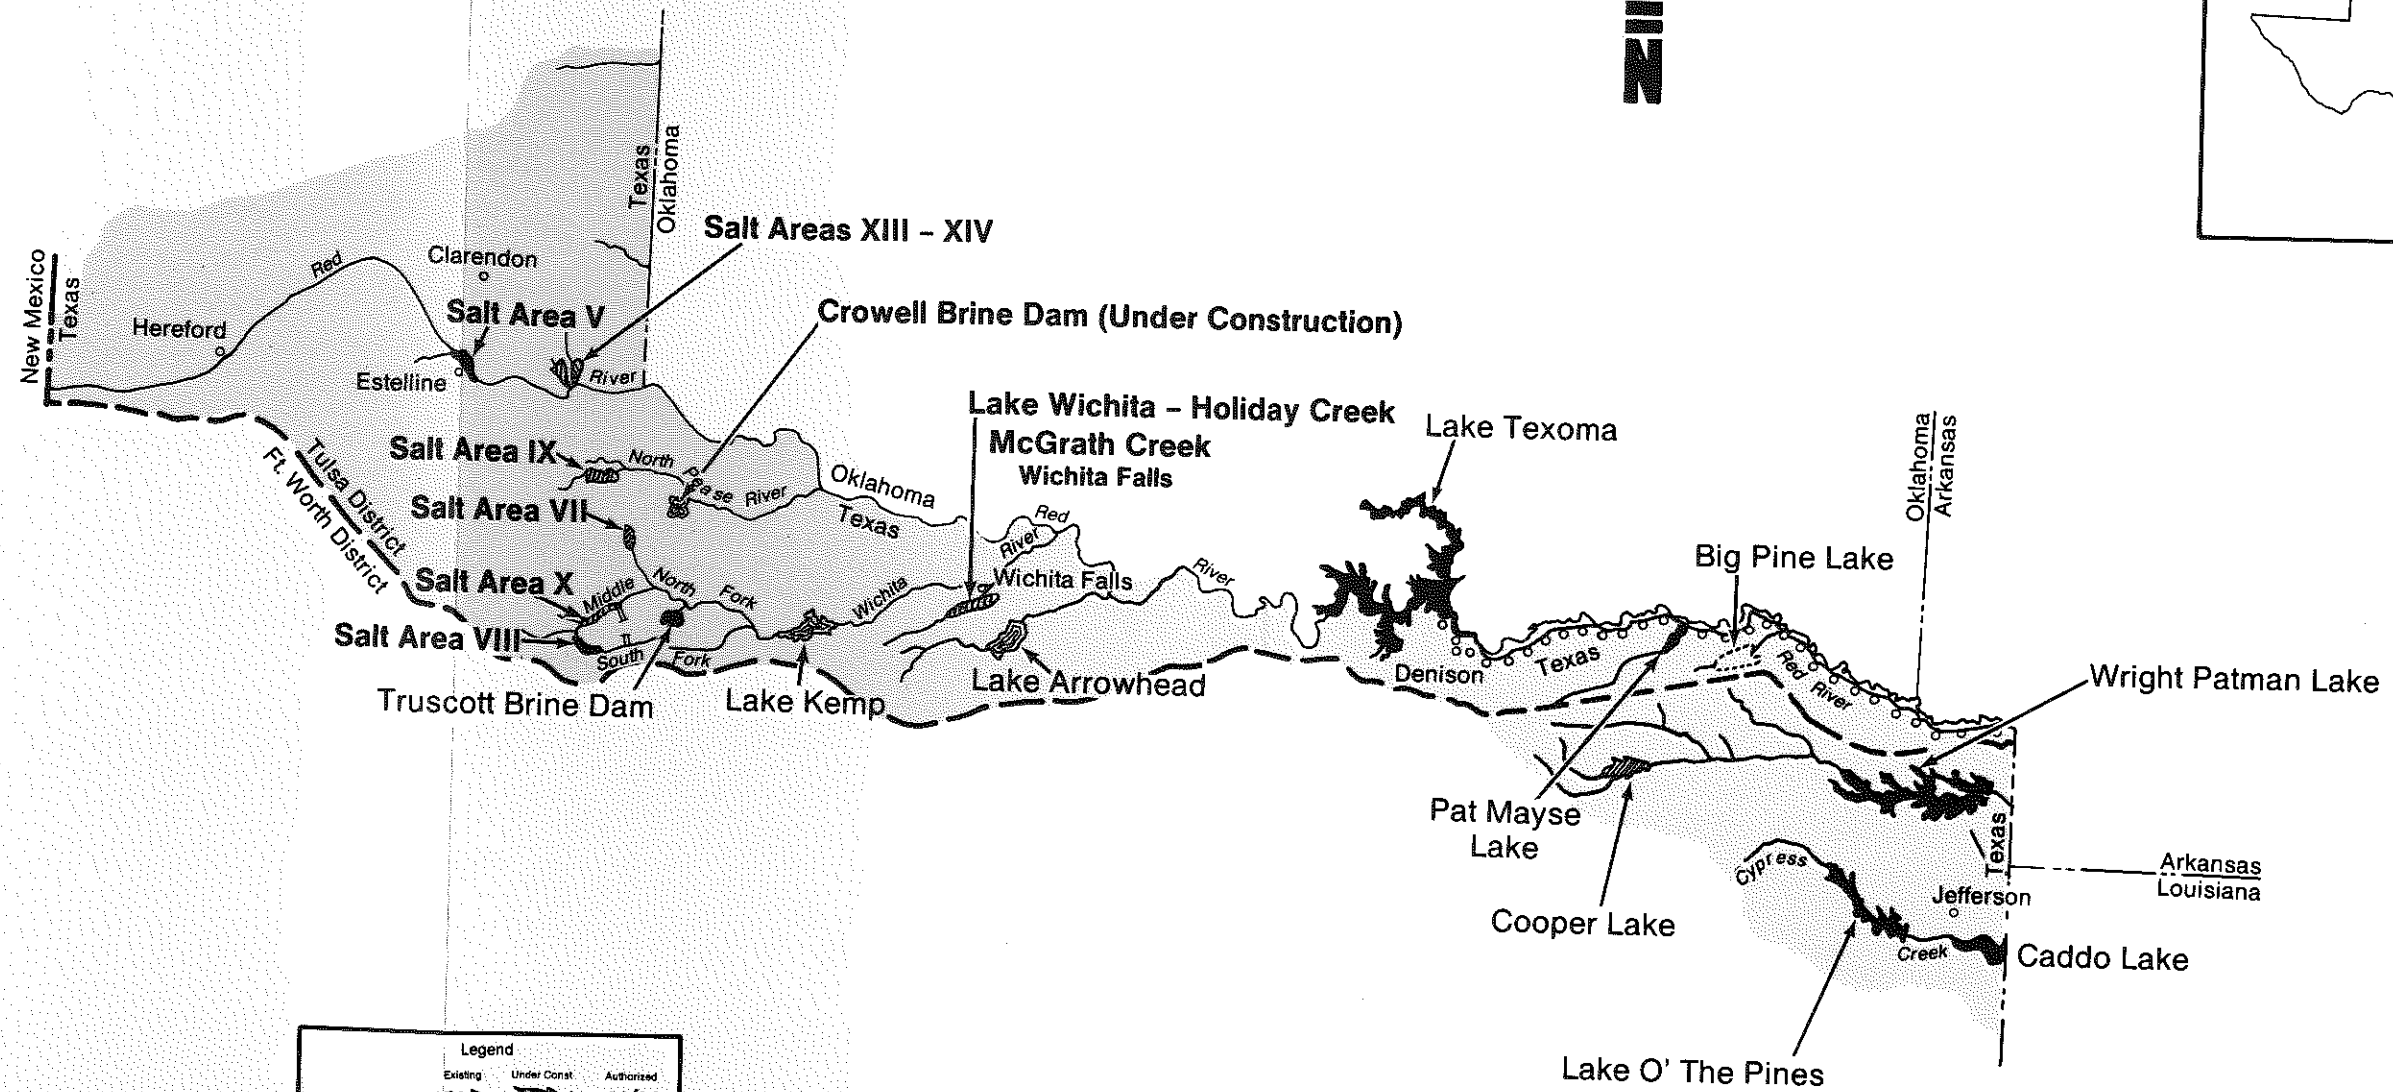 Texas
Oklahoma
Salt Areas XIII – XIV
New Mexico
Texas
Red
Clarendon
Hereford
Salt Area V
Crowell Brine Dam (Under Construction)
Estelline
River
Lake Wichita – Holiday Creek
McGrath Creek
Wichita Falls
Lake Texoma
Oklahoma
Arkansas
Tulsa District
Ft. Worth District
Salt Area IX
North
Pease
River
Oklahoma
Texas
Salt Area VII
Red
River
Big Pine Lake
Salt Area X
Middle
North
Fork
Wichita
Wichita Falls
River
Salt Area VIII
South
Fork
Truscott Brine Dam
Lake Kemp
Lake Arrowhead
Denison
Texas
Red River
Wright Patman Lake
Pat Mayse
Lake
Cooper Lake
Cypress
Texas
Arkansas
Louisiana
Jefferson
Creek
Caddo Lake
Lake O' The Pines
Legend
Existing
Under Const
Authorized